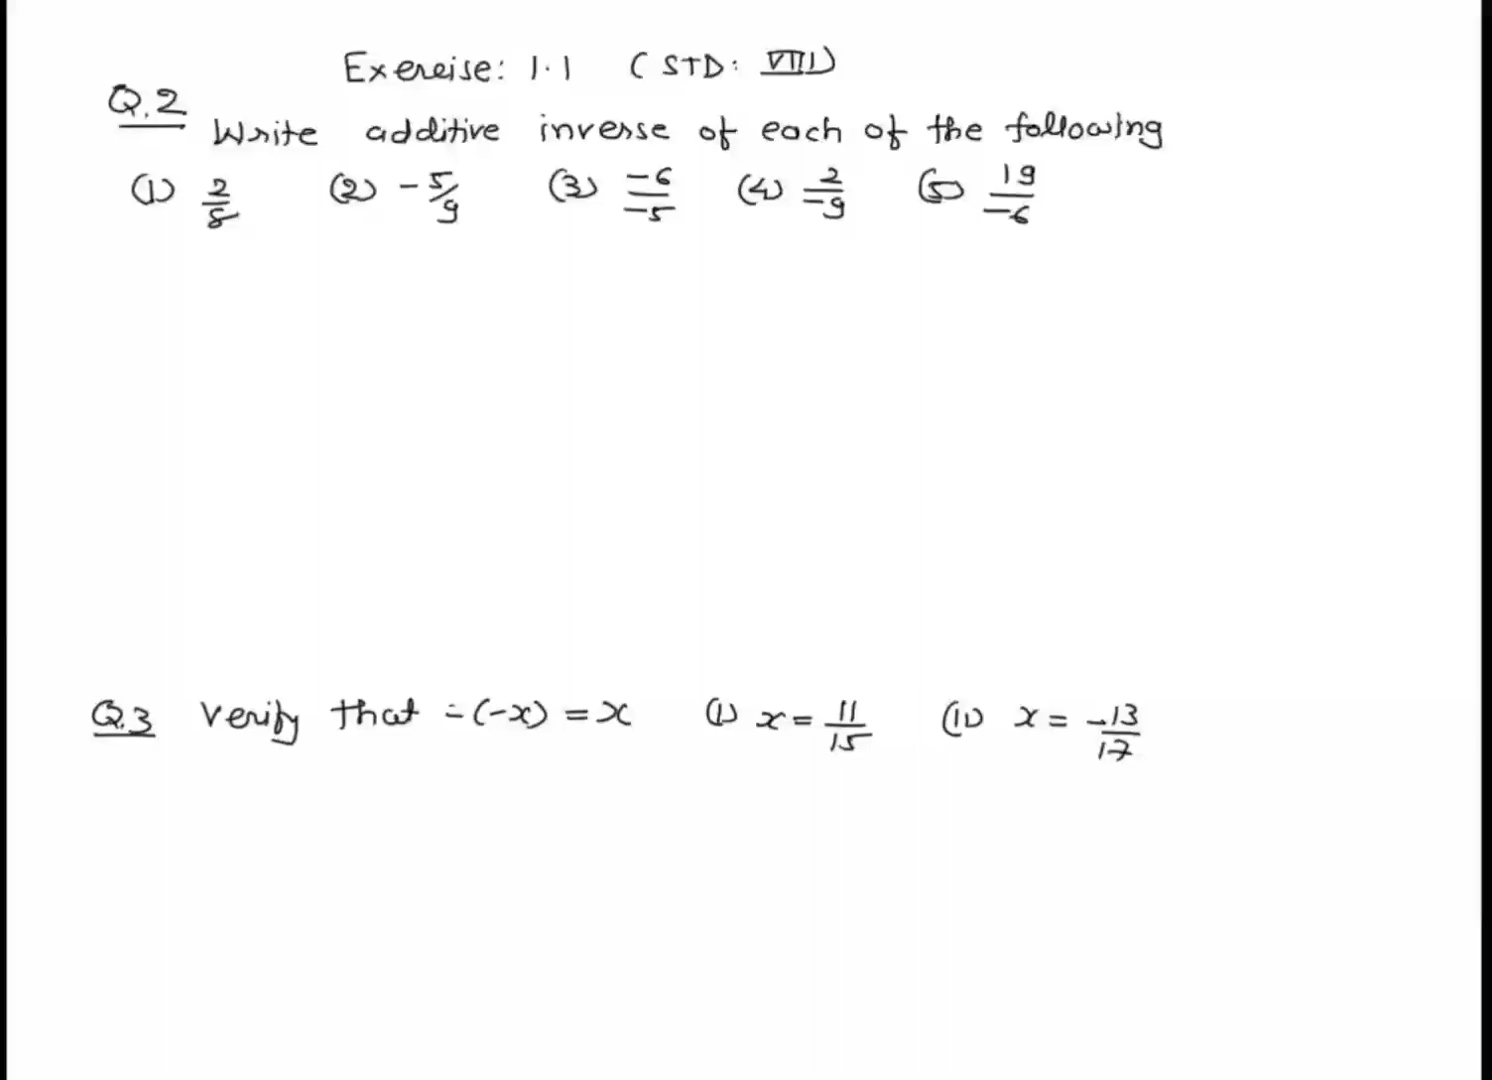 Exercise: 1.1 (STD: VIII)
Q.2
Write additive inverse of each of the following
(1) 2/8 (2) -5/9 (3) -6/-5 (4) 2/-9 (5) 19/-6
Q.3 Verify that -(-x) = x (i) x = 11/15 (ii) x = -13/17